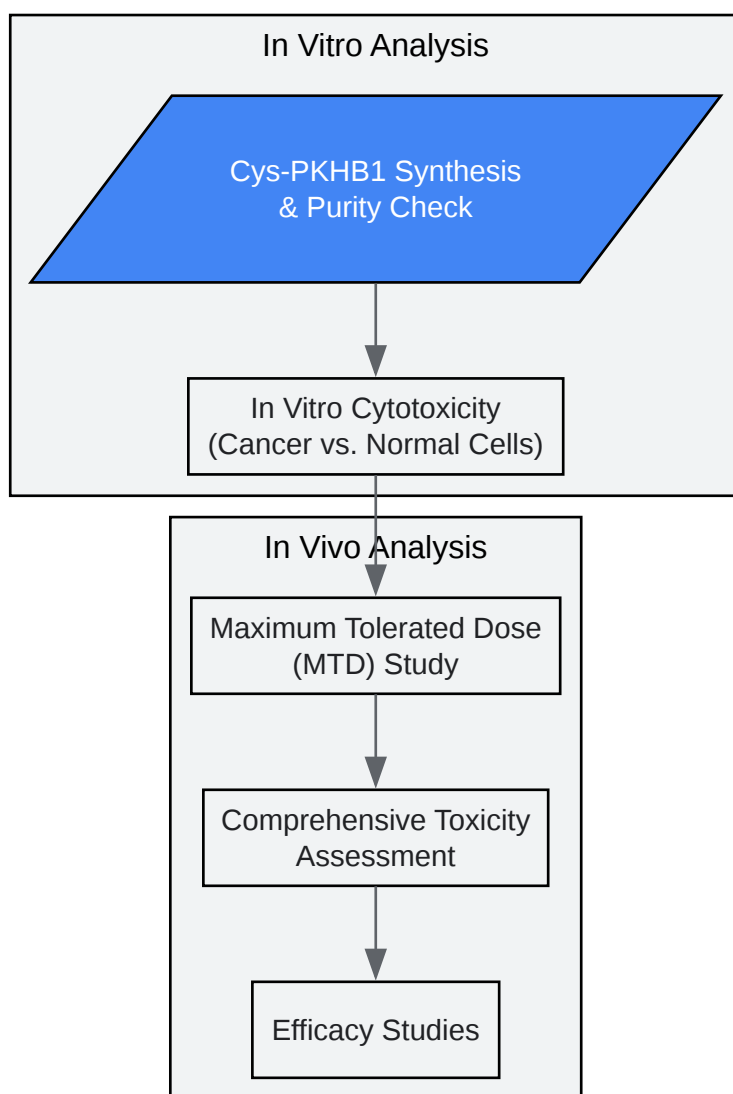 In Vitro Analysis
Cys-PKHB1 Synthesis
& Purity Check
In Vitro Cytotoxicity
(Cancer vs. Normal Cells)
In Vivo Analysis
Maximum Tolerated Dose
(MTD) Study
Comprehensive Toxicity
Assessment
Efficacy Studies